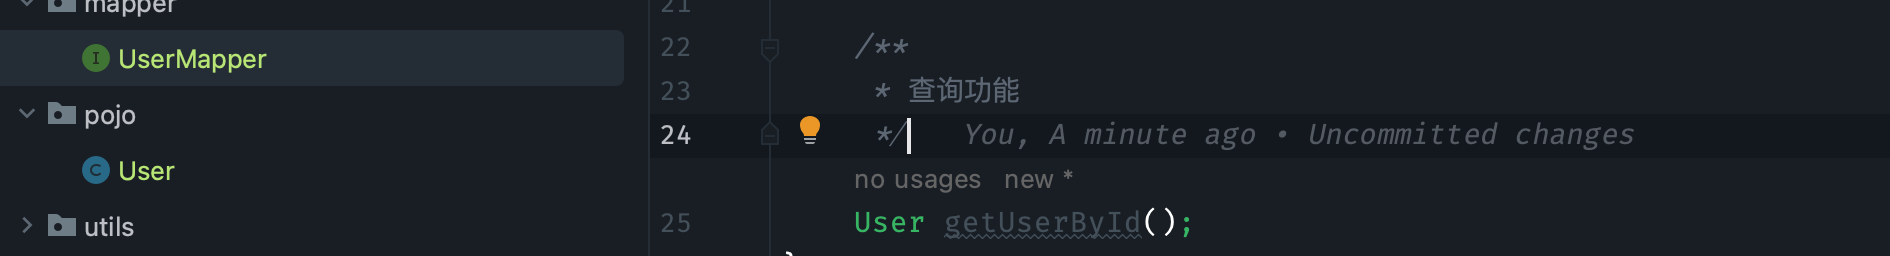 mapper
UserMapper
pojo
User
utils
21
22 /**
23 * 查询功能
24 */ You, A minute ago • Uncommitted changes
no usages new *
25 User getUserById();
}